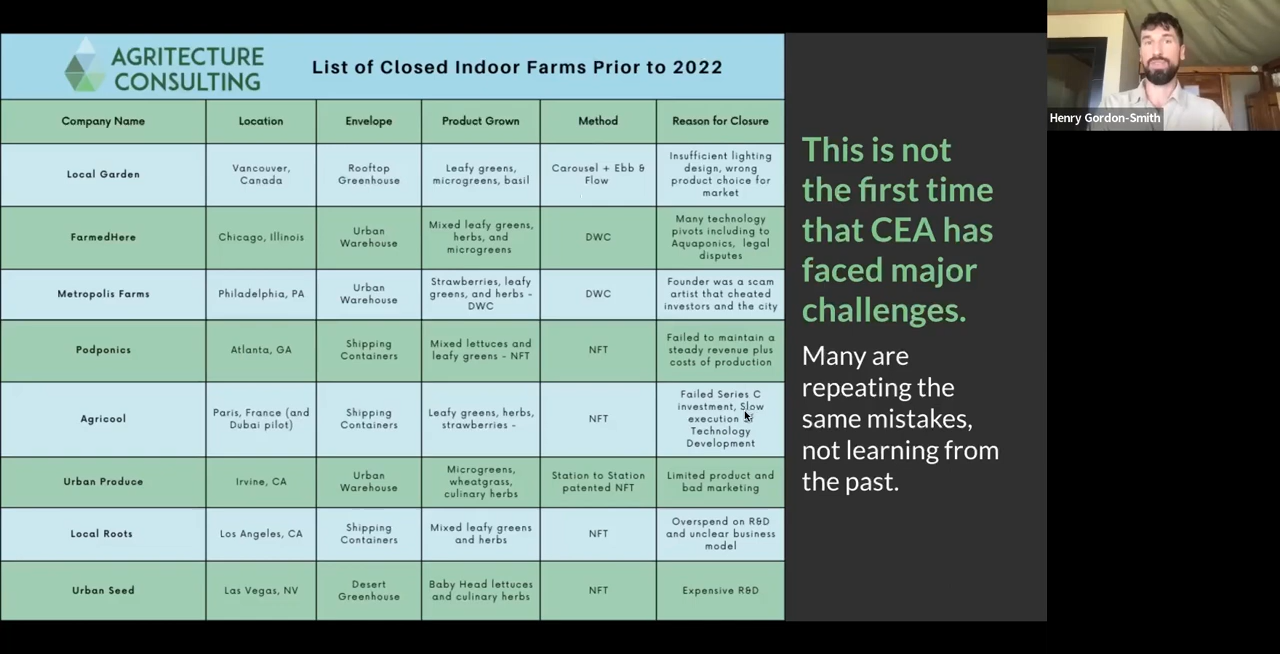 AGRITECTURE
CONSULTING
List of Closed Indoor Farms Prior to 2022
Company Name
Location
Envelope
Product Grown
Method
Reason for Closure
Local Garden
Vancouver,
Canada
Rooftop
Greenhouse
Leafy greens,
microgreens, basil
Carousel + Ebb &
Flow
Insufficient lighting
design, wrong
product choice for
market
FarmedHere
Chicago, Illinois
Urban
Warehouse
Mixed leafy greens,
herbs, and
microgreens
DWC
Many technology
pivots including to
Aquaponics, legal
disputes
Metropolis Farms
Philadelphia, PA
Urban
Warehouse
Strawberries, leafy
greens, and herbs -
DWC
DWC
Founder was a scam
artist that cheated
investors and the city
Podponics
Atlanta, GA
Shipping
Containers
Mixed lettuces and
leafy greens - NFT
NFT
Failed to maintain a
steady revenue plus
costs of production
Agricool
Paris, France (and
Dubai pilot)
Shipping
Containers
Leafy greens, herbs,
strawberries -
NFT
Failed Series C
investment, Slow
execution
Technology
Development
Urban Produce
Irvine, CA
Urban
Warehouse
Microgreens,
wheatgrass,
culinary herbs
Station to Station
patented NFT
Limited product and
bad marketing
Local Roots
Los Angeles, CA
Shipping
Containers
Mixed leafy greens
and herbs
NFT
Overspend on R&D
and unclear business
model
Urban Seed
Las Vegas, NV
Desert
Greenhouse
Baby Head lettuces
and culinary herbs
NFT
Expensive R&D
This is not
the first time
that CEA has
faced major
challenges.
Many are
repeating the
same mistakes,
not learning from
the past.
Henry Gordon-Smith